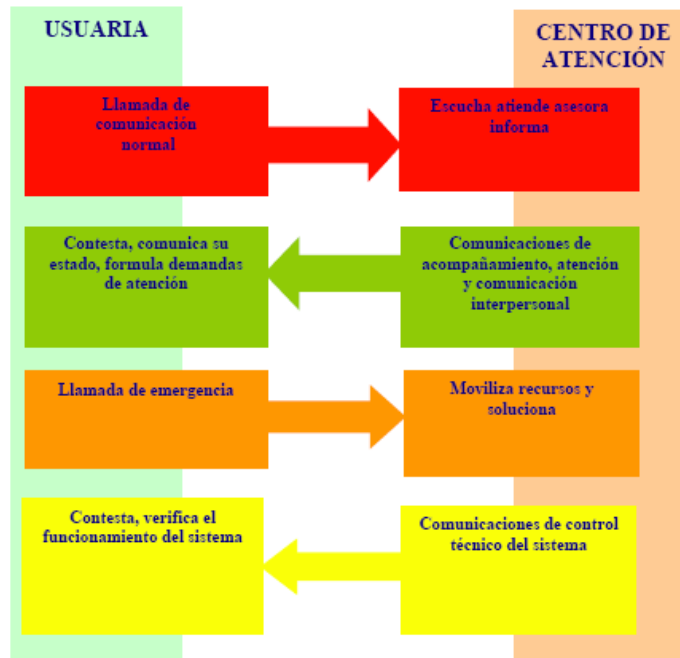 USUARIA
CENTRO DE
ATENCIÓN
Llamada de
comunicación
normal
Escucha atiende asesora
informa
Contesta, comunica su
estado, formula demandas
de atención
Comunicaciones de
acompañamiento, atención
y comunicación
interpersonal
Llamada de emergencia
Moviliza recursos y
soluciona
Contesta, verifica el
funcionamiento del sistema
Comunicaciones de control
técnico del sistema